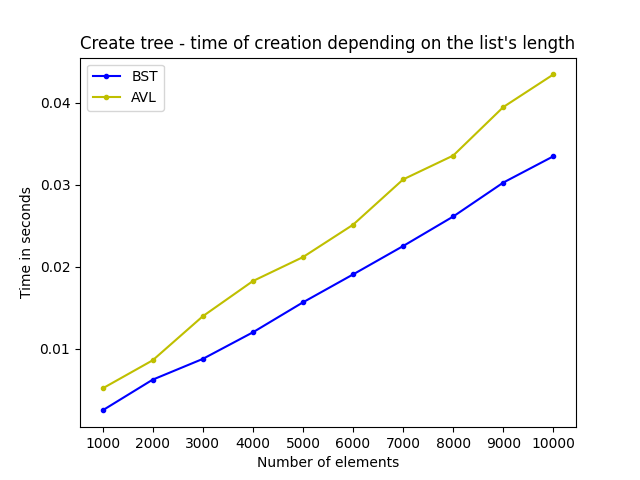 Create tree - time of creation depending on the list's length
BST
AVL
0.04
0.03
0.02
0.01
Time in seconds
1000 2000 3000 4000 5000 6000 7000 8000 9000 10000
Number of elements